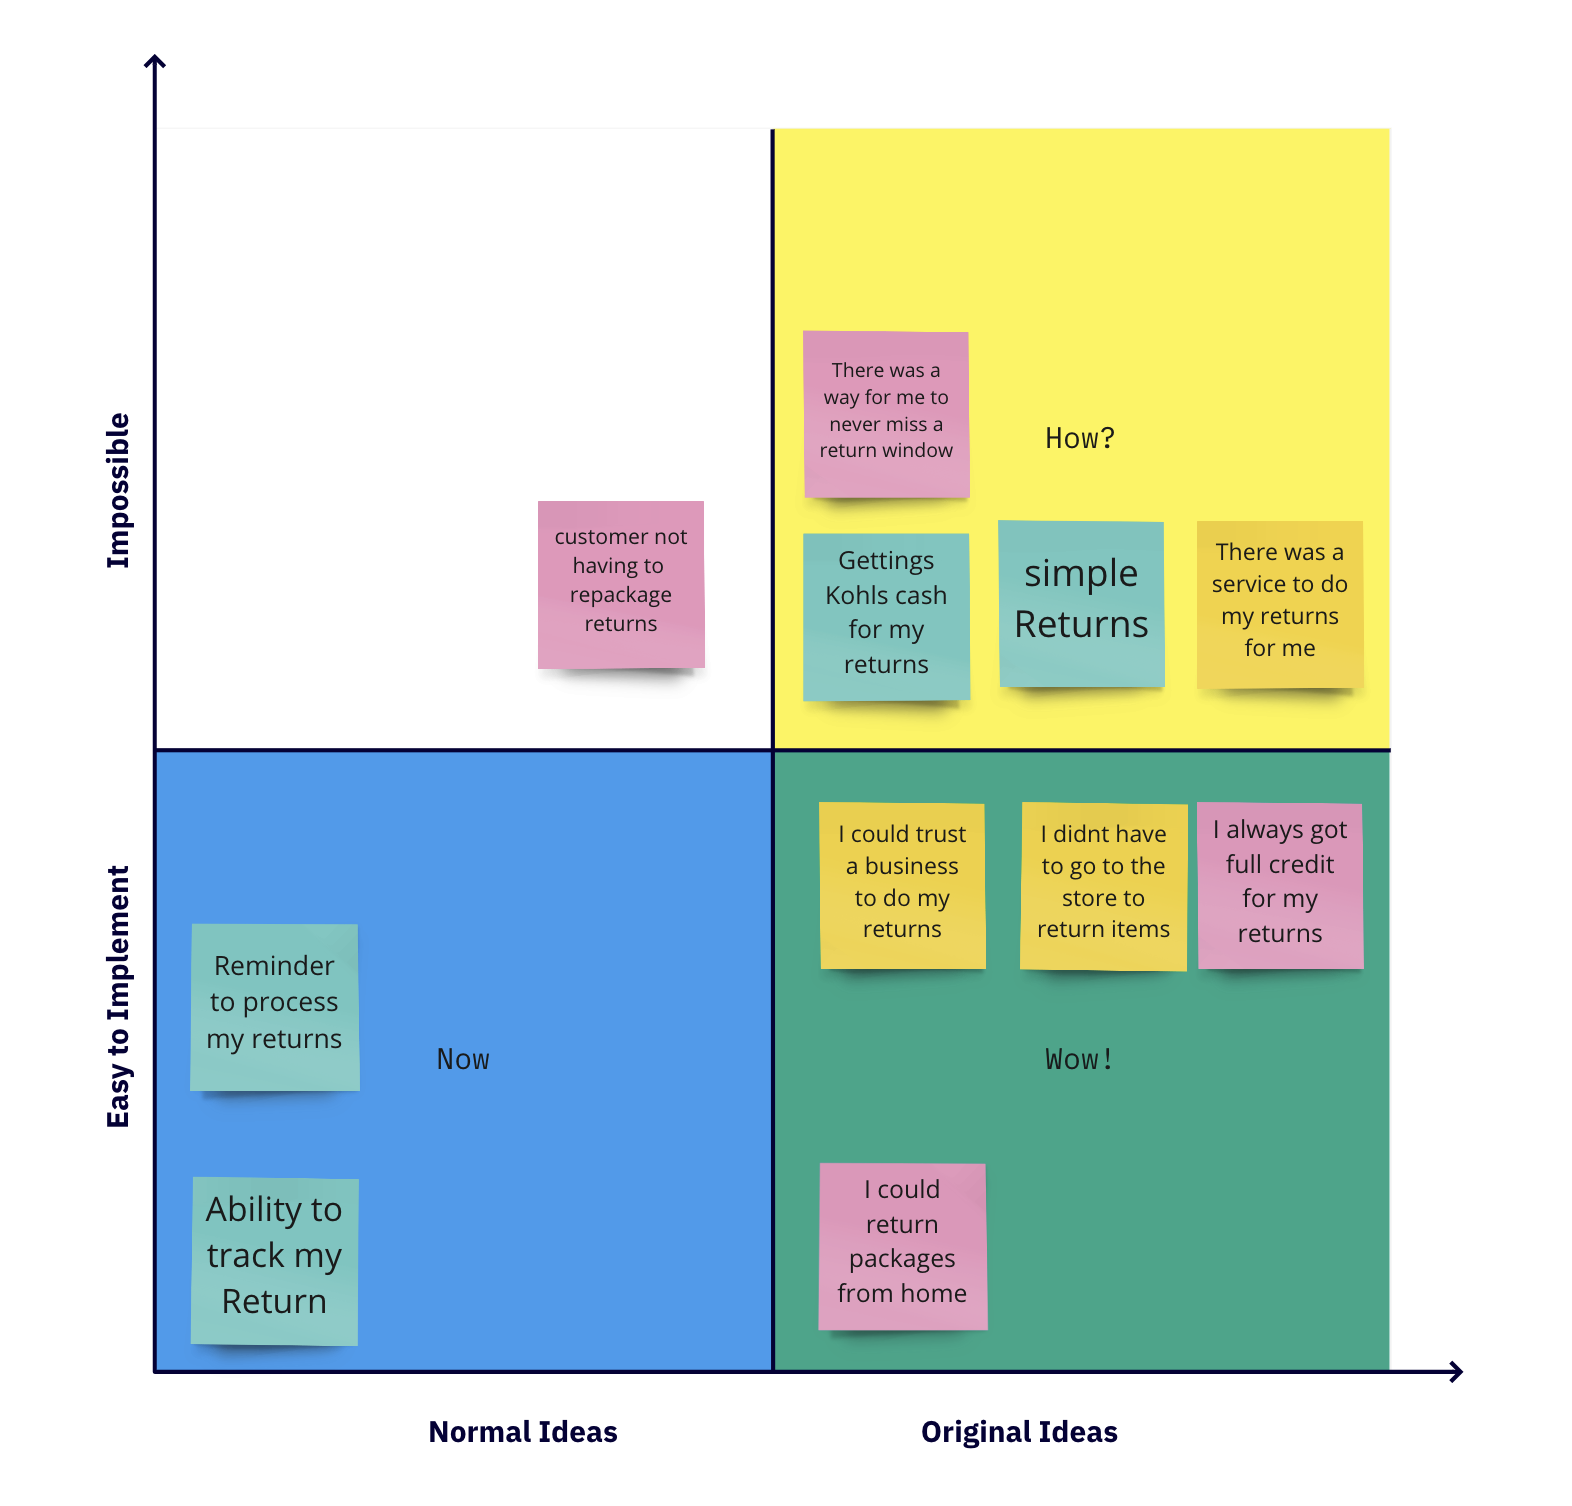 Impossible
There was a
way for me to
never miss a
return window
How?
customer not
having to
repackage
returns
Gettings
Kohls cash
for my
returns
simple
Returns
There was a
service to do
my returns
for me
Easy to Implement
Reminder
to process
my returns
Now
Ability to
track my
Return
I could trust
a business
to do my
returns
I didnt have
to go to the
store to
return items
I always got
full credit
for my
returns
Wow!
I could
return
packages
from home
Normal Ideas
Original Ideas